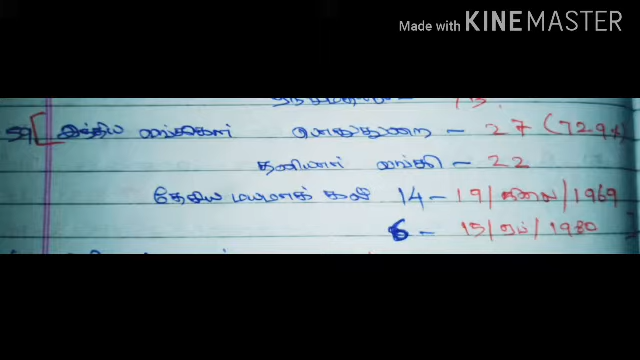 Made with KINEMASTER
59 [ இந்திய வங்கிகள் பொதுத்துறை - 27 (72.9%)
தனியார் வங்கி - 22
தேசிய மயமாக்கல் 14 - 19/ஜூலை/1969
6 - 15/ஏப்/1980